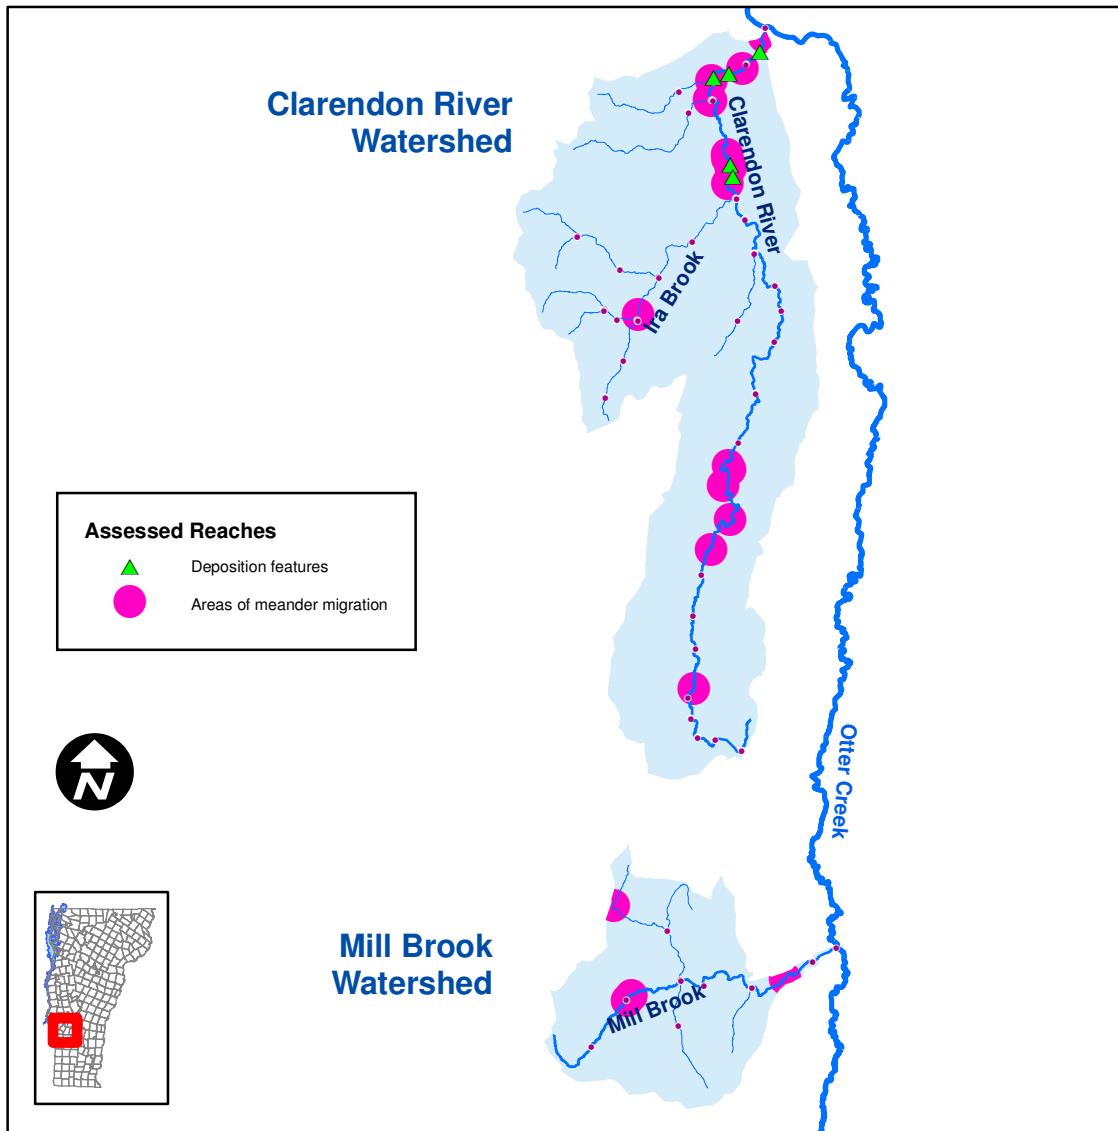 Clarendon River
Watershed
Clarendon River
Ira Brook
Assessed Reaches
Deposition features
Areas of meander migration
N
Otter Creek
Mill Brook
Watershed
Mill Brook